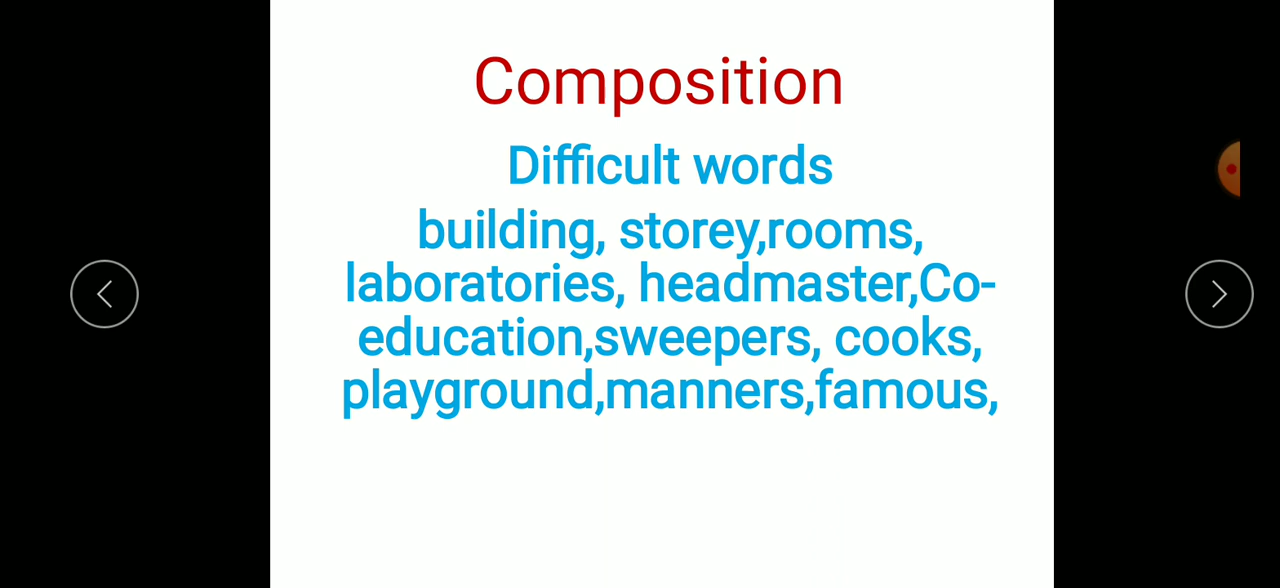 Composition
Difficult words
building, storey,rooms,
laboratories, headmaster,Co-
education,sweepers, cooks,
playground,manners,famous,